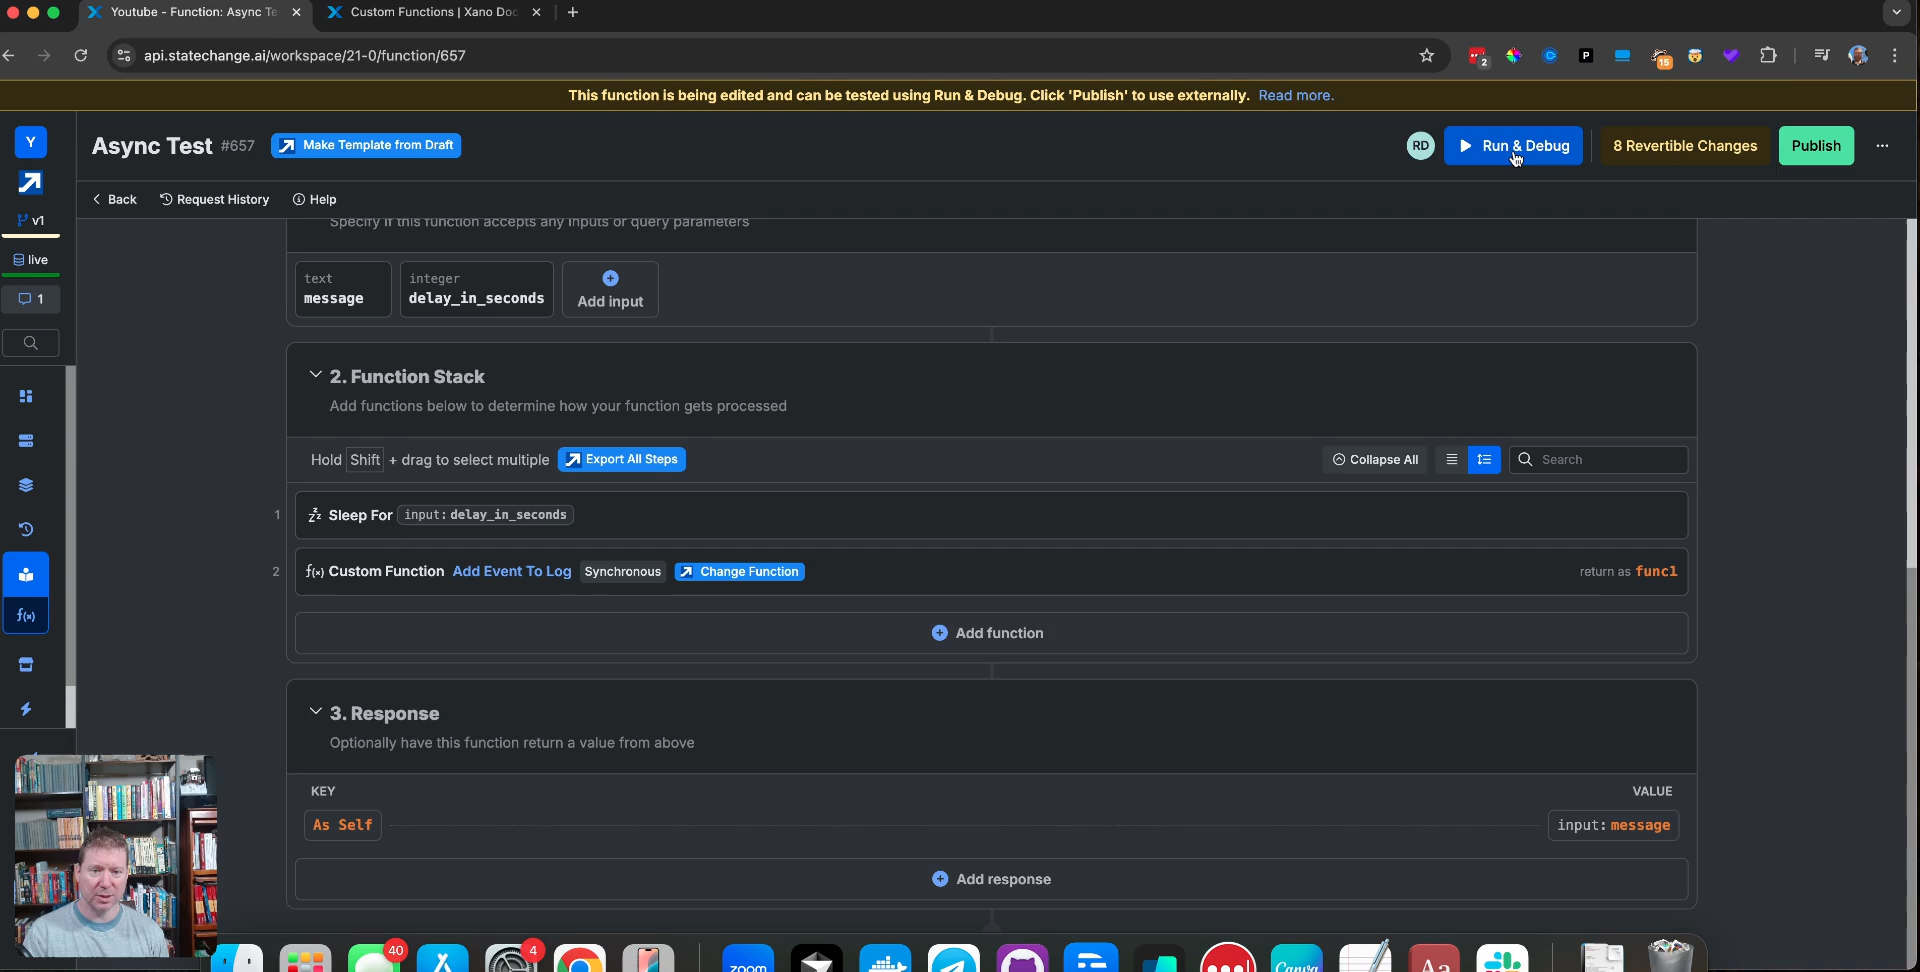 Youtube - Function: Async Te
Custom Functions | Xano Doc
api.statechange.ai/workspace/21-0/function/657
2
P
15
This function is being edited and can be tested using Run & Debug. Click 'Publish' to use externally. Read more.
Y
Async Test #657
Make Template from Draft
RD
Run & Debug
8 Revertible Changes
Publish
v1
Back
Request History
Help
live
1
Specify if this function accepts any inputs or query parameters
text
message
integer
delay_in_seconds
Add input
2. Function Stack
Add functions below to determine how your function gets processed
Hold Shift + drag to select multiple
Export All Steps
Collapse All
Search
1
Sleep For input: delay_in_seconds
2
f(x) Custom Function Add Event To Log Synchronous Change Function
return as func1
f(x)
Add function
3. Response
Optionally have this function return a value from above
KEY
VALUE
As Self
input: message
Add response
40
4
zoom
Canva
Aa